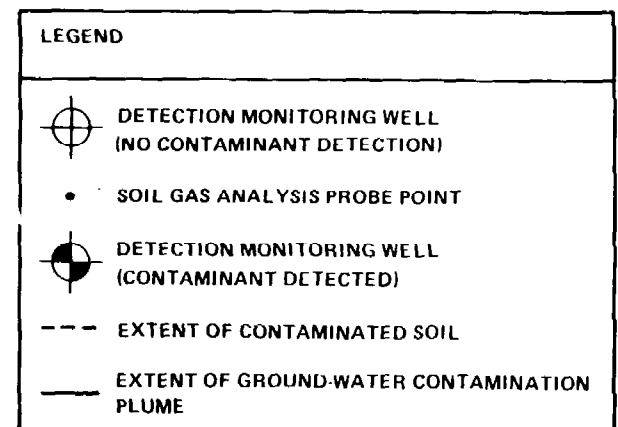 LEGEND
DETECTION MONITORING WELL
(NO CONTAMINANT DETECTION)
SOIL GAS ANALYSIS PROBE POINT
DETECTION MONITORING WELL
(CONTAMINANT DETECTED)
EXTENT OF CONTAMINATED SOIL
EXTENT OF GROUND-WATER CONTAMINATION
PLUME